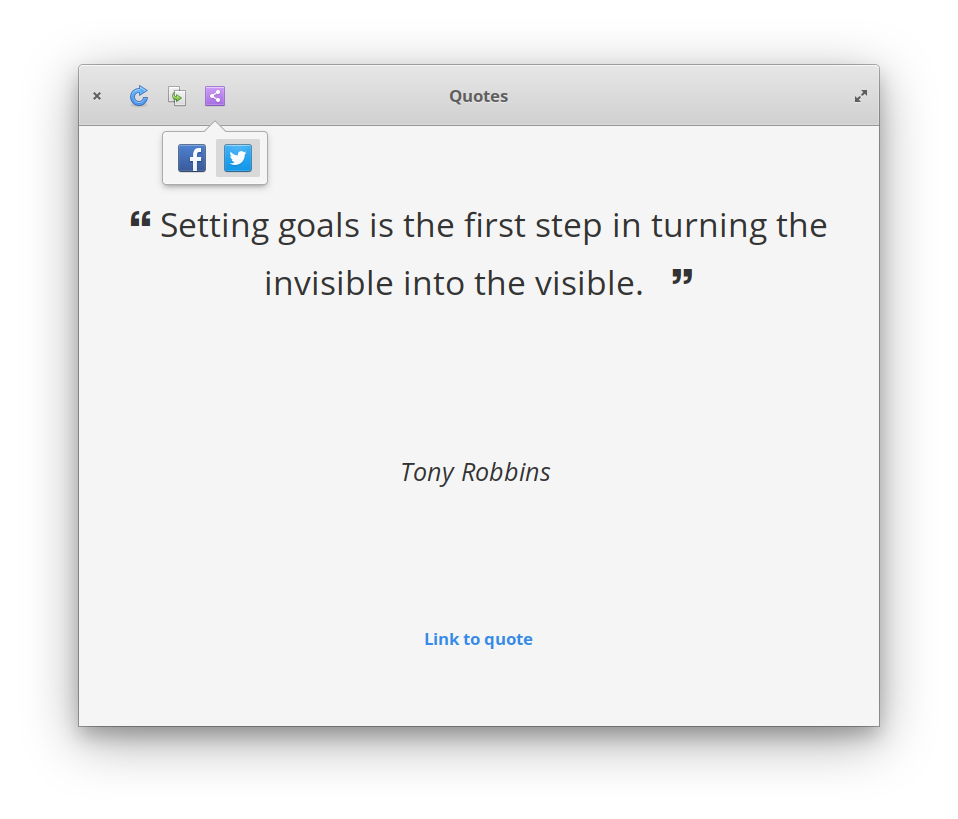 Quotes
“ Setting goals is the first step in turning the
invisible into the visible. ”
Tony Robbins
Link to quote